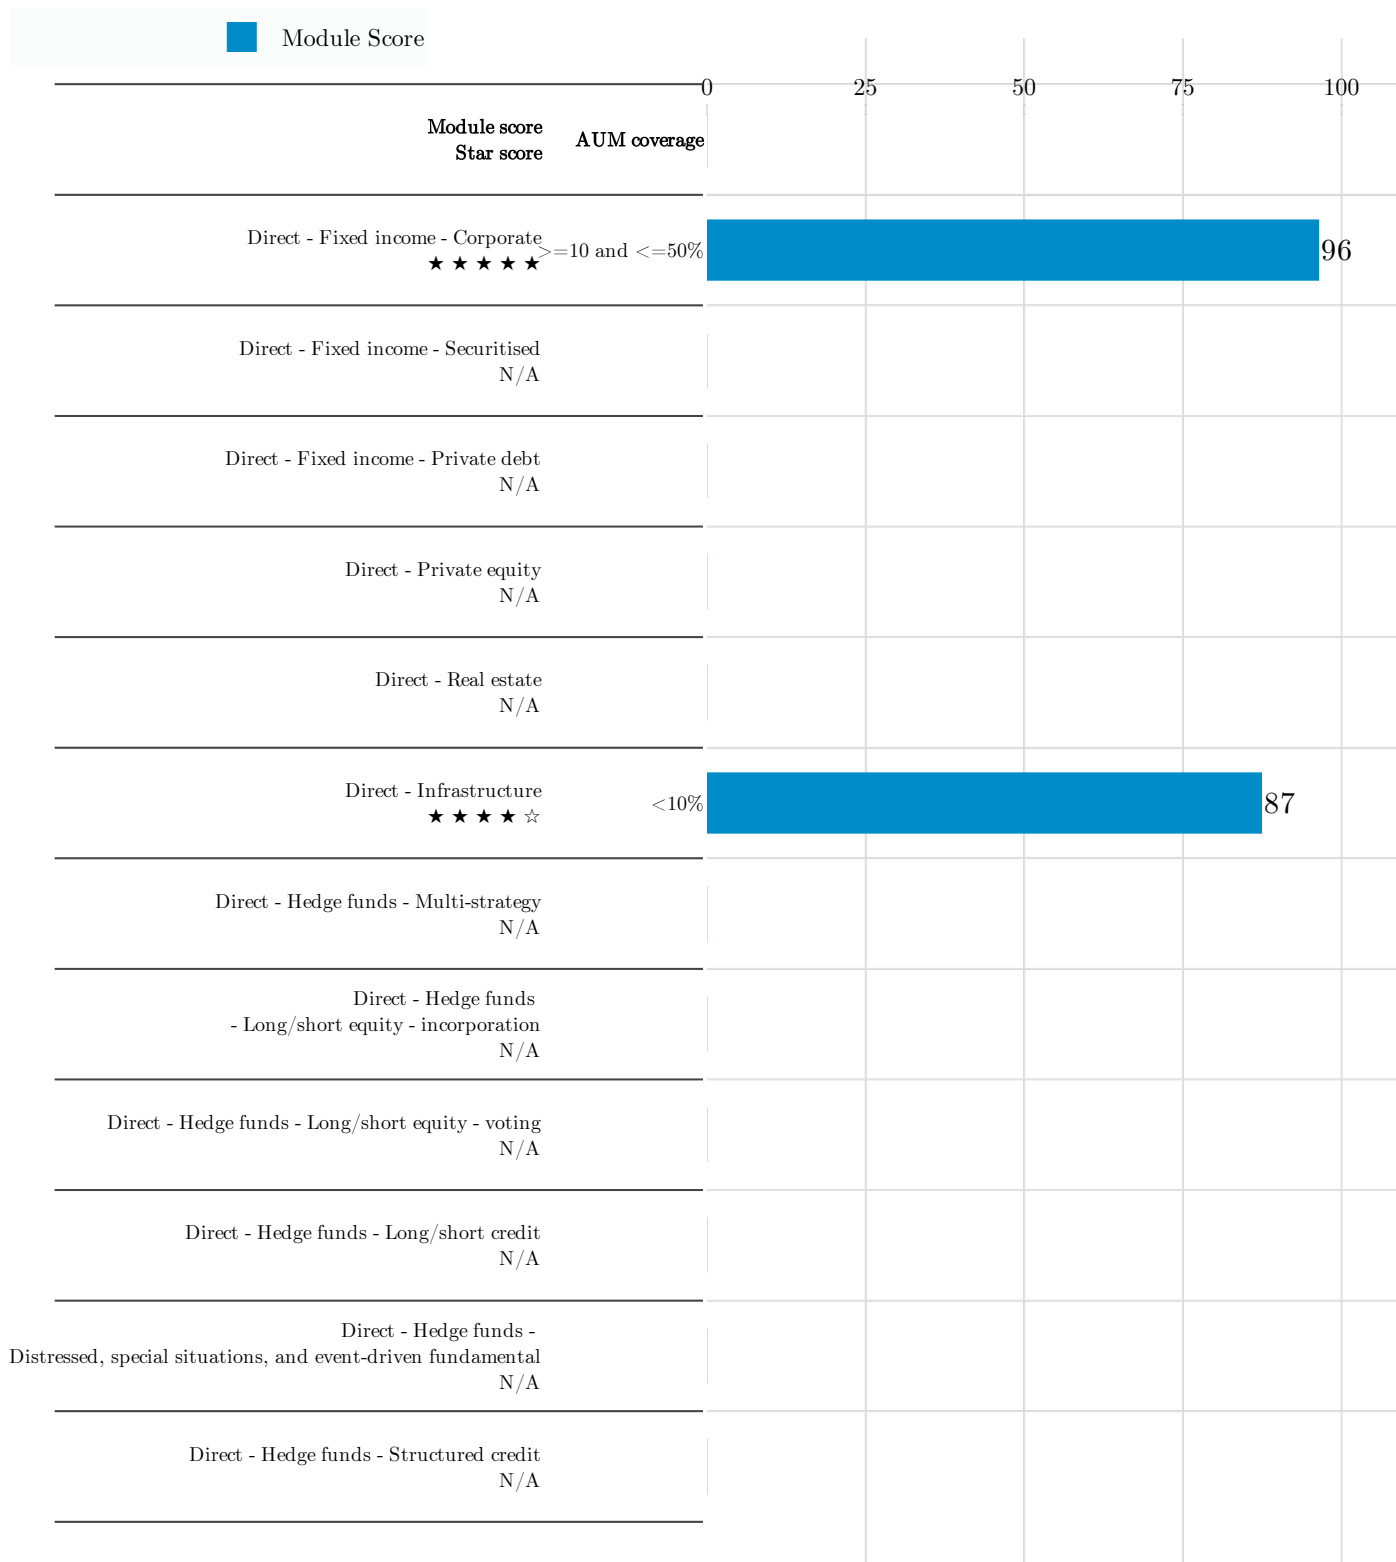 Module Score
0 25 50 75 100
Module score
Star score
AUM coverage
Direct - Fixed income - Corporate
★ ★ ★ ★ ★
>=10 and <=50%
96
Direct - Fixed income - Securitised
N/A
Direct - Fixed income - Private debt
N/A
Direct - Private equity
N/A
Direct - Real estate
N/A
Direct - Infrastructure
★ ★ ★ ★ ☆
<10%
87
Direct - Hedge funds - Multi-strategy
N/A
Direct - Hedge funds
- Long/short equity - incorporation
N/A
Direct - Hedge funds - Long/short equity - voting
N/A
Direct - Hedge funds - Long/short credit
N/A
Direct - Hedge funds -
Distressed, special situations, and event-driven fundamental
N/A
Direct - Hedge funds - Structured credit
N/A